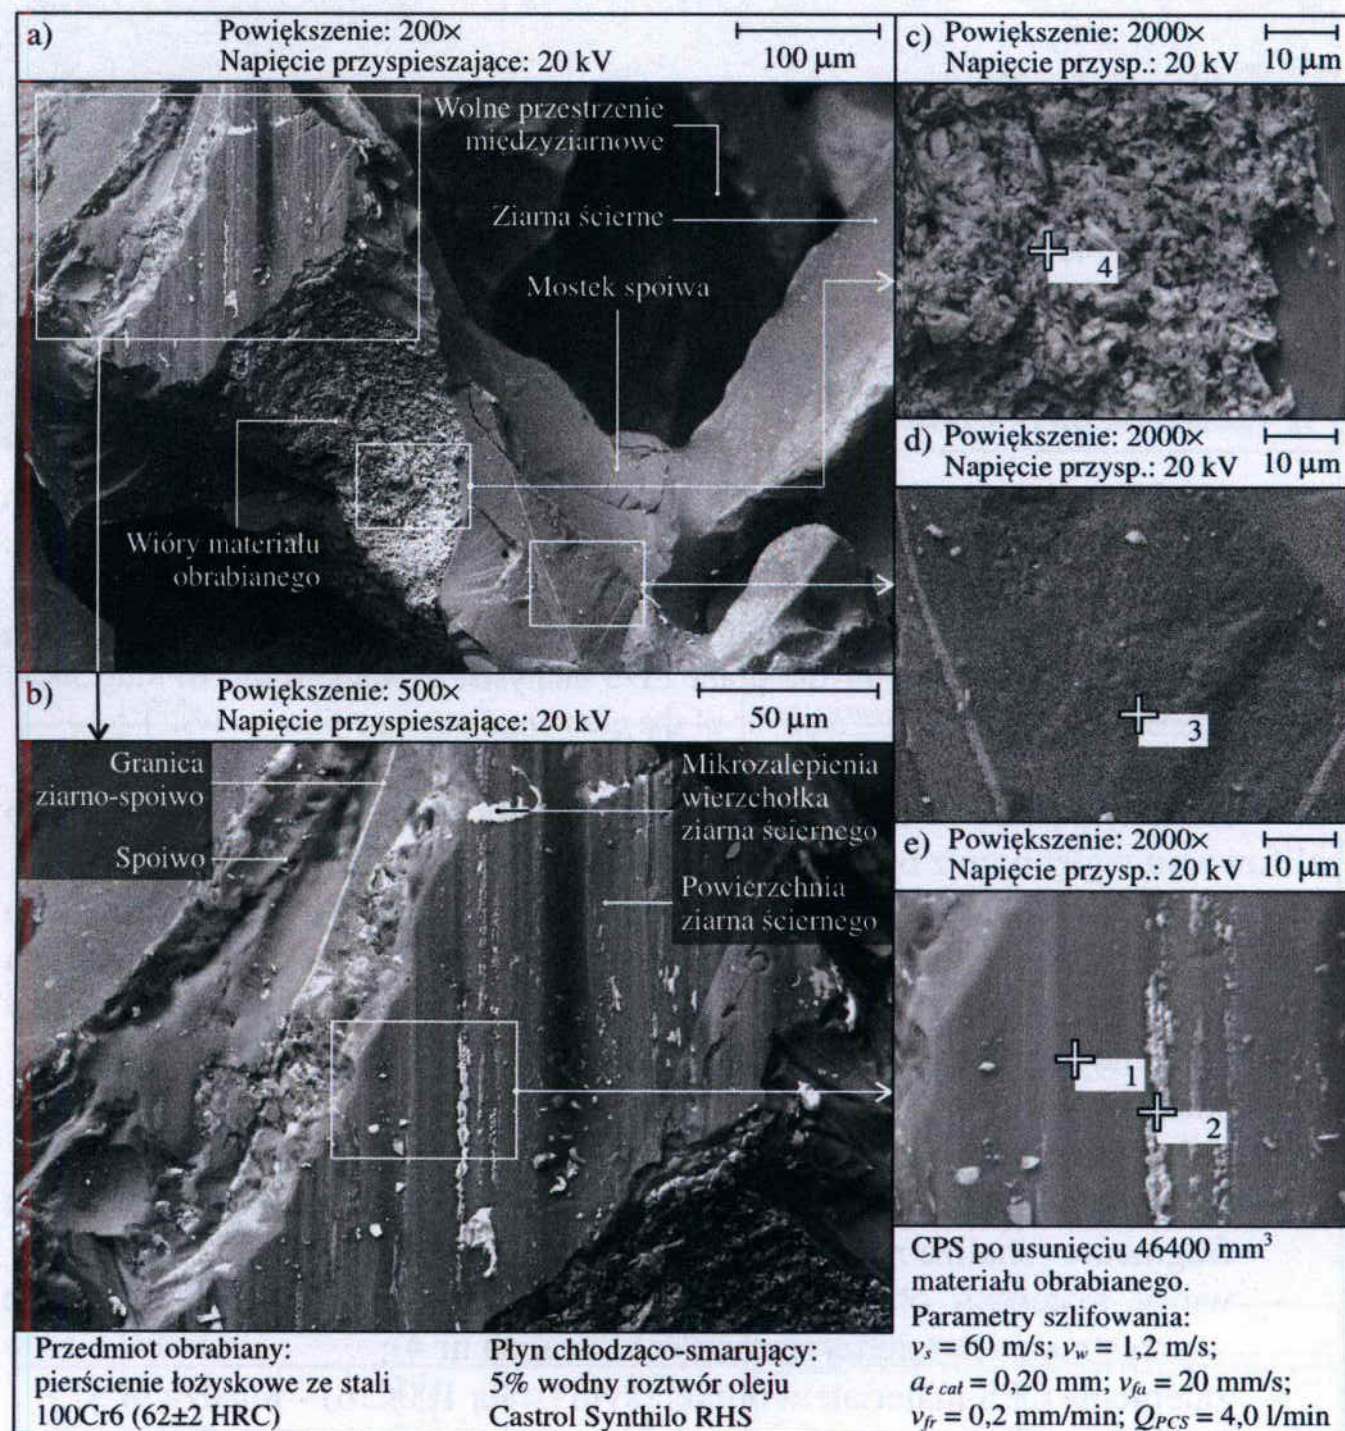 a)
Powiększenie: 200×
Napięcie przyspieszające: 20 kV
100 μm
Wolne przestrzenie
międzyziarnowe
Ziarna ścierne
Mostek spoiwa
Wióry materiału
obrabianego
c)
Powiększenie: 2000×
Napięcie przysp.: 20 kV
10 μm
4
d)
Powiększenie: 2000×
Napięcie przysp.: 20 kV
10 μm
3
b)
Powiększenie: 500×
Napięcie przyspieszające: 20 kV
50 μm
Granica
ziarno-spoiwo
Spoiwo
Mikrozalepienia
wierzchołka
ziarna ściernego
Powierzchnia
ziarna ściernego
e)
Powiększenie: 2000×
Napięcie przysp.: 20 kV
10 μm
1
2
Przedmiot obrabiany:
pierścienie łożyskowe ze stali
100Cr6 (62±2 HRC)
Płyn chłodząco-smarujący:
5% wodny roztwór oleju
Castrol Synthilo RHS
CPS po usunięciu 46400 mm³
materiału obrabianego.
Parametry szlifowania:
vs = 60 m/s; vw = 1,2 m/s;
ae cat = 0,20 mm; vfa = 20 mm/s;
vfr = 0,2 mm/min; QPCS = 4,0 l/min